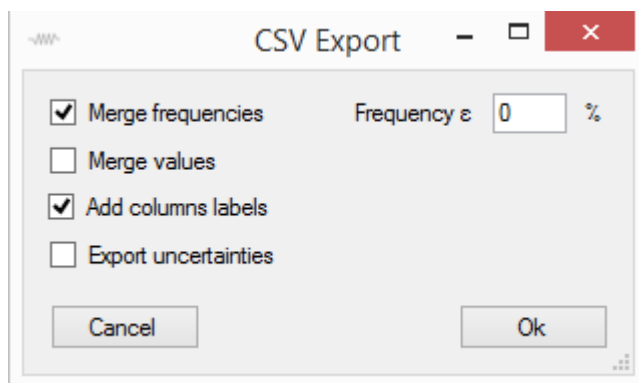 CSV Export
Merge frequencies Frequency ε 0 %
Merge values
Add columns labels
Export uncertainties
Cancel Ok